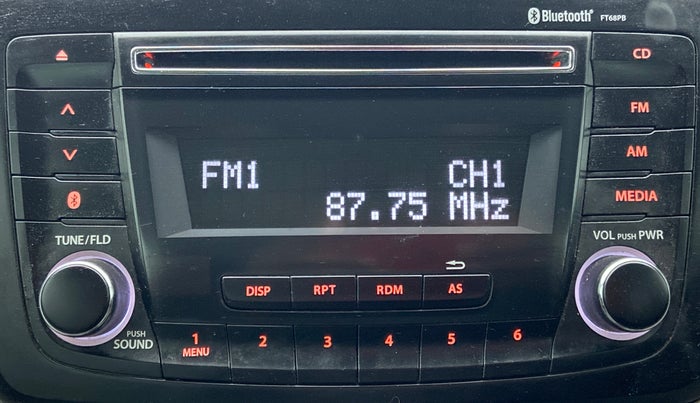 Bluetooth® FT68PB
CD
FM
AM
MEDIA
FM1 CH1
87.75 MHz
TUNE/FLD
VOL PUSH PWR
DISP RPT RDM AS
PUSH
SOUND
1 2 3 4 5 6
MENU